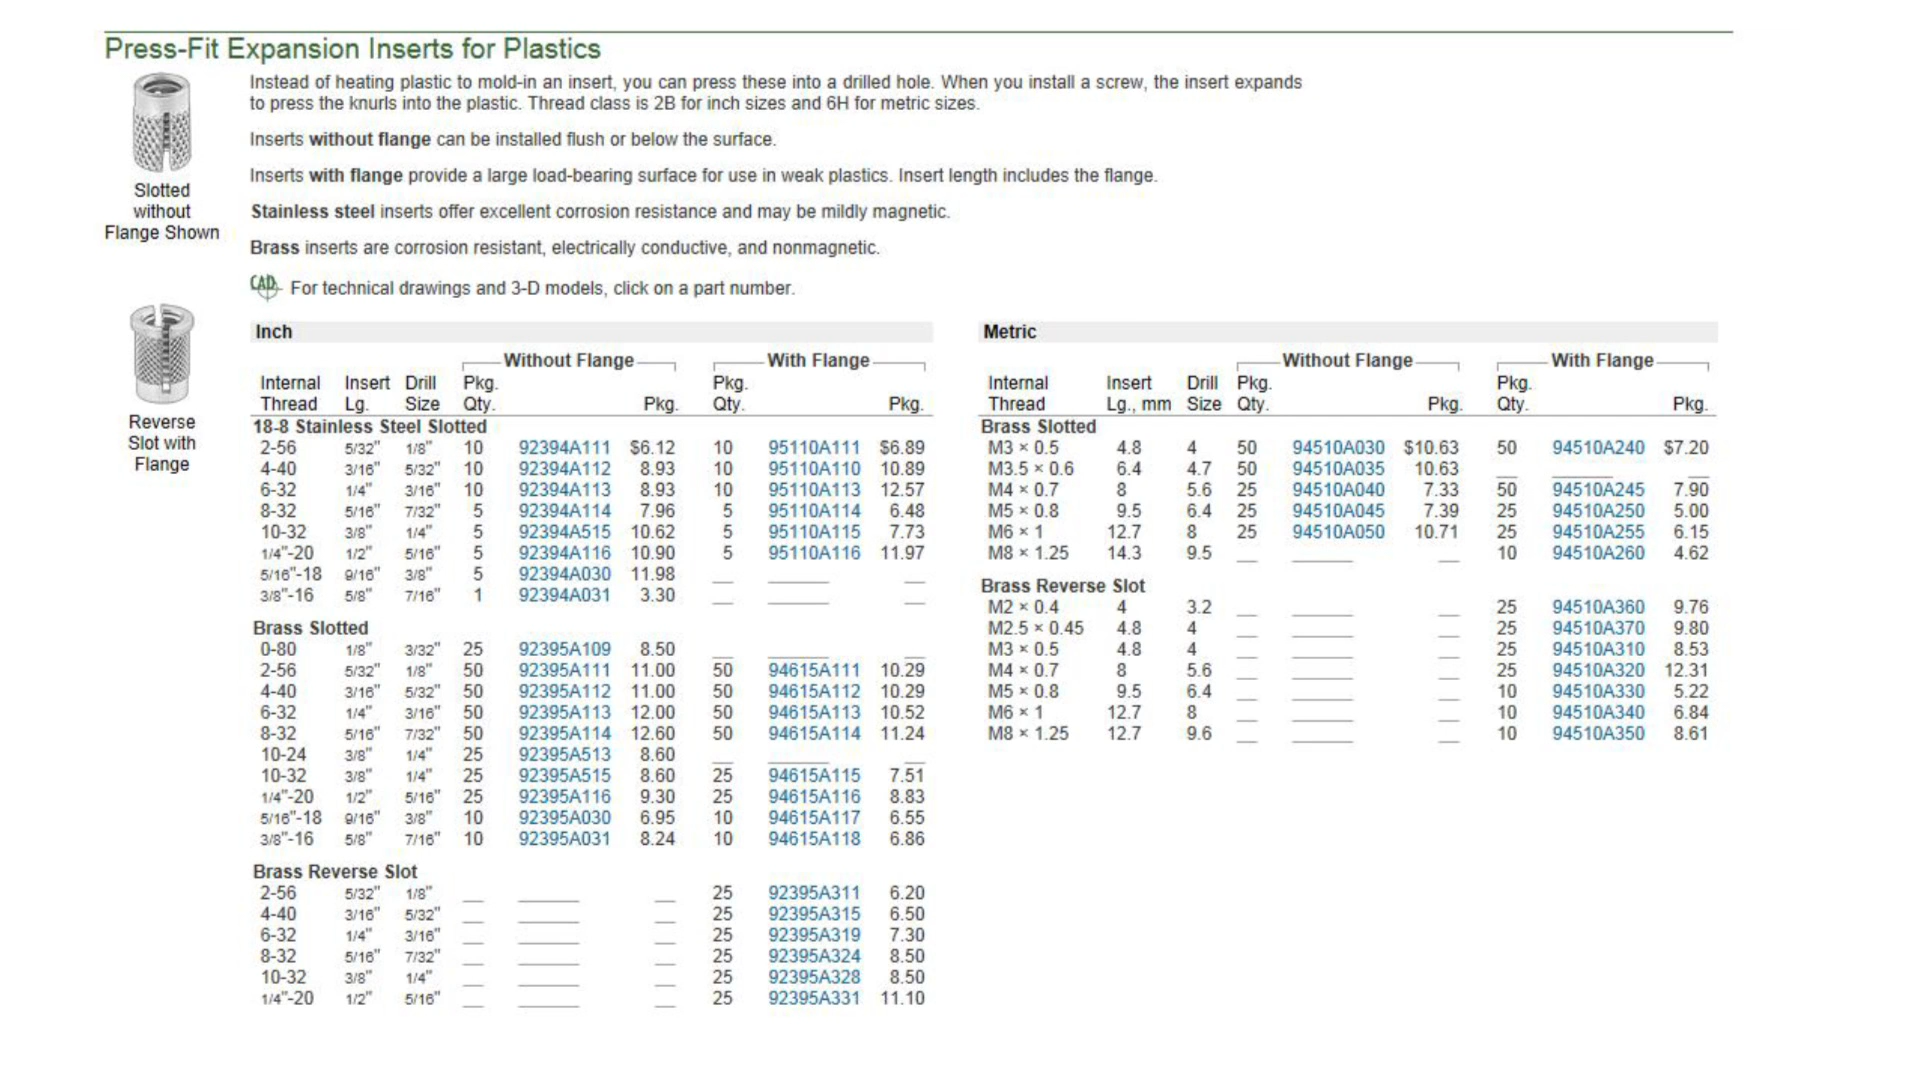 Press-Fit Expansion Inserts for Plastics
Instead of heating plastic to mold-in an insert, you can press these into a drilled hole. When you install a screw, the insert expands
to press the knurls into the plastic. Thread class is 2B for inch sizes and 6H for metric sizes.
Inserts without flange can be installed flush or below the surface.
Inserts with flange provide a large load-bearing surface for use in weak plastics. Insert length includes the flange.
Stainless steel inserts offer excellent corrosion resistance and may be mildly magnetic.
Brass inserts are corrosion resistant, electrically conductive, and nonmagnetic.
CAD For technical drawings and 3-D models, click on a part number.
Slotted
without
Flange Shown
Reverse
Slot with
Flange
Inch
Without Flange With Flange
Internal Insert Drill Pkg. Pkg.
Thread Lg. Size Qty. Pkg. Qty. Pkg.
18-8 Stainless Steel Slotted
2-56 5/32" 1/8" 10 92394A111 $6.12 10 95110A111 $6.89
4-40 3/16" 5/32" 10 92394A112 8.93 10 95110A110 10.89
6-32 1/4" 3/16" 10 92394A113 8.93 10 95110A113 12.57
8-32 5/16" 7/32" 5 92394A114 7.96 5 95110A114 6.48
10-32 3/8" 1/4" 5 92394A515 10.62 5 95110A115 7.73
1/4"-20 1/2" 5/16" 5 92394A116 10.90 5 95110A116 11.97
5/16"-18 9/16" 3/8" 5 92394A030 11.98
3/8"-16 5/8" 7/16" 1 92394A031 3.30
Brass Slotted
0-80 1/8" 3/32" 25 92395A109 8.50
2-56 5/32" 1/8" 50 92395A111 11.00 50 94615A111 10.29
4-40 3/16" 5/32" 50 92395A112 11.00 50 94615A112 10.29
6-32 1/4" 3/16" 50 92395A113 12.00 50 94615A113 10.52
8-32 5/16" 7/32" 50 92395A114 12.60 50 94615A114 11.24
10-24 3/8" 1/4" 25 92395A513 8.60
10-32 3/8" 1/4" 25 92395A515 8.60 25 94615A115 7.51
1/4"-20 1/2" 5/16" 25 92395A116 9.30 25 94615A116 8.83
5/16"-18 9/16" 3/8" 10 92395A030 6.95 10 94615A117 6.55
3/8"-16 5/8" 7/16" 10 92395A031 8.24 10 94615A118 6.86
Brass Reverse Slot
2-56 5/32" 1/8" 25 92395A311 6.20
4-40 3/16" 5/32" 25 92395A315 6.50
6-32 1/4" 3/16" 25 92395A319 7.30
8-32 5/16" 7/32" 25 92395A324 8.50
10-32 3/8" 1/4" 25 92395A328 8.50
1/4"-20 1/2" 5/16" 25 92395A331 11.10
Metric
Without Flange With Flange
Internal Insert Drill Pkg. Pkg.
Thread Lg., mm Size Qty. Pkg. Qty. Pkg.
Brass Slotted
M3 × 0.5 4.8 4 50 94510A030 $10.63 50 94510A240 $7.20
M3.5 × 0.6 6.4 4.7 50 94510A035 10.63
M4 × 0.7 8 5.6 25 94510A040 7.33 50 94510A245 7.90
M5 × 0.8 9.5 6.4 25 94510A045 7.39 25 94510A250 5.00
M6 × 1 12.7 8 25 94510A050 10.71 25 94510A255 6.15
M8 × 1.25 14.3 9.5 10 94510A260 4.62
Brass Reverse Slot
M2 × 0.4 4 3.2 25 94510A360 9.76
M2.5 × 0.45 4.8 4 25 94510A370 9.80
M3 × 0.5 4.8 4 25 94510A310 8.53
M4 × 0.7 8 5.6 25 94510A320 12.31
M5 × 0.8 9.5 6.4 10 94510A330 5.22
M6 × 1 12.7 8 10 94510A340 6.84
M8 × 1.25 12.7 9.6 10 94510A350 8.61